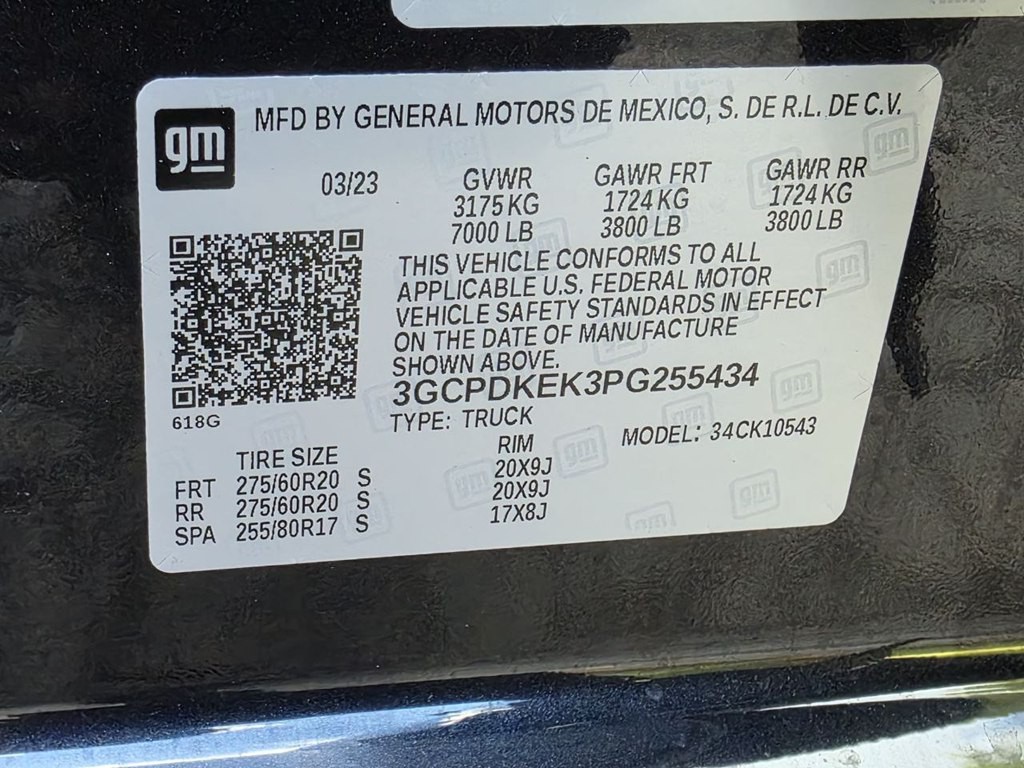 gm MFD BY GENERAL MOTORS DE MEXICO, S. DE R.L. DE C.V.
03/23 GVWR GAWR FRT GAWR RR
3175 KG 1724 KG 1724 KG
7000 LB 3800 LB 3800 LB
THIS VEHICLE CONFORMS TO ALL
APPLICABLE U.S. FEDERAL MOTOR
VEHICLE SAFETY STANDARDS IN EFFECT
ON THE DATE OF MANUFACTURE
SHOWN ABOVE.
3GCPDKEK3PG255434
618G
TYPE: TRUCK
MODEL: 34CK10543
TIRE SIZE RIM
FRT 275/60R20 S 20X9J
RR 275/60R20 S 20X9J
SPA 255/80R17 S 17X8J